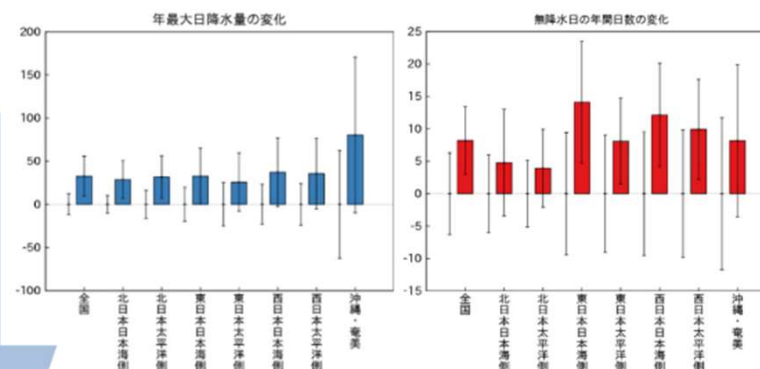 年最大日降水量の変化
200
150
100
50
0
-50
-100
全国
北日本日本海側
北日本太平洋側
東日本日本海側
東日本太平洋側
西日本日本海側
西日本太平洋側
沖縄・奄美
無降水日の年間日数の変化
25
20
15
10
5
0
-5
-10
-15
全国
北日本日本海側
北日本太平洋側
東日本日本海側
東日本太平洋側
西日本日本海側
西日本太平洋側
沖縄・奄美